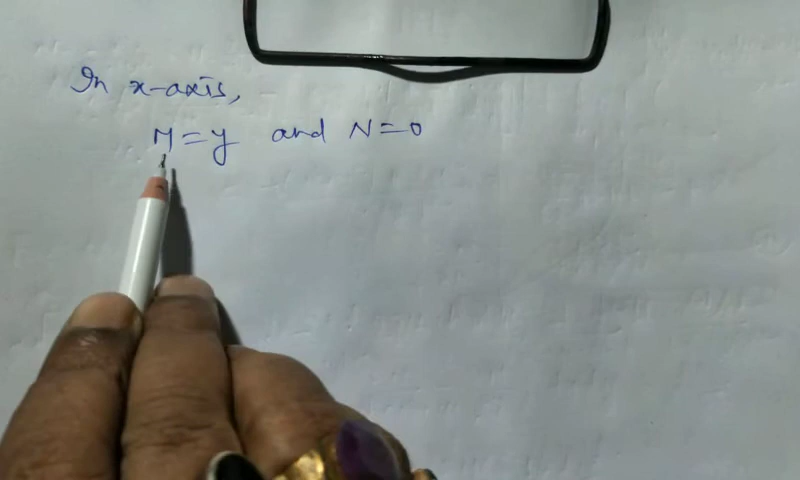 In x-axis,
M = y and N = 0